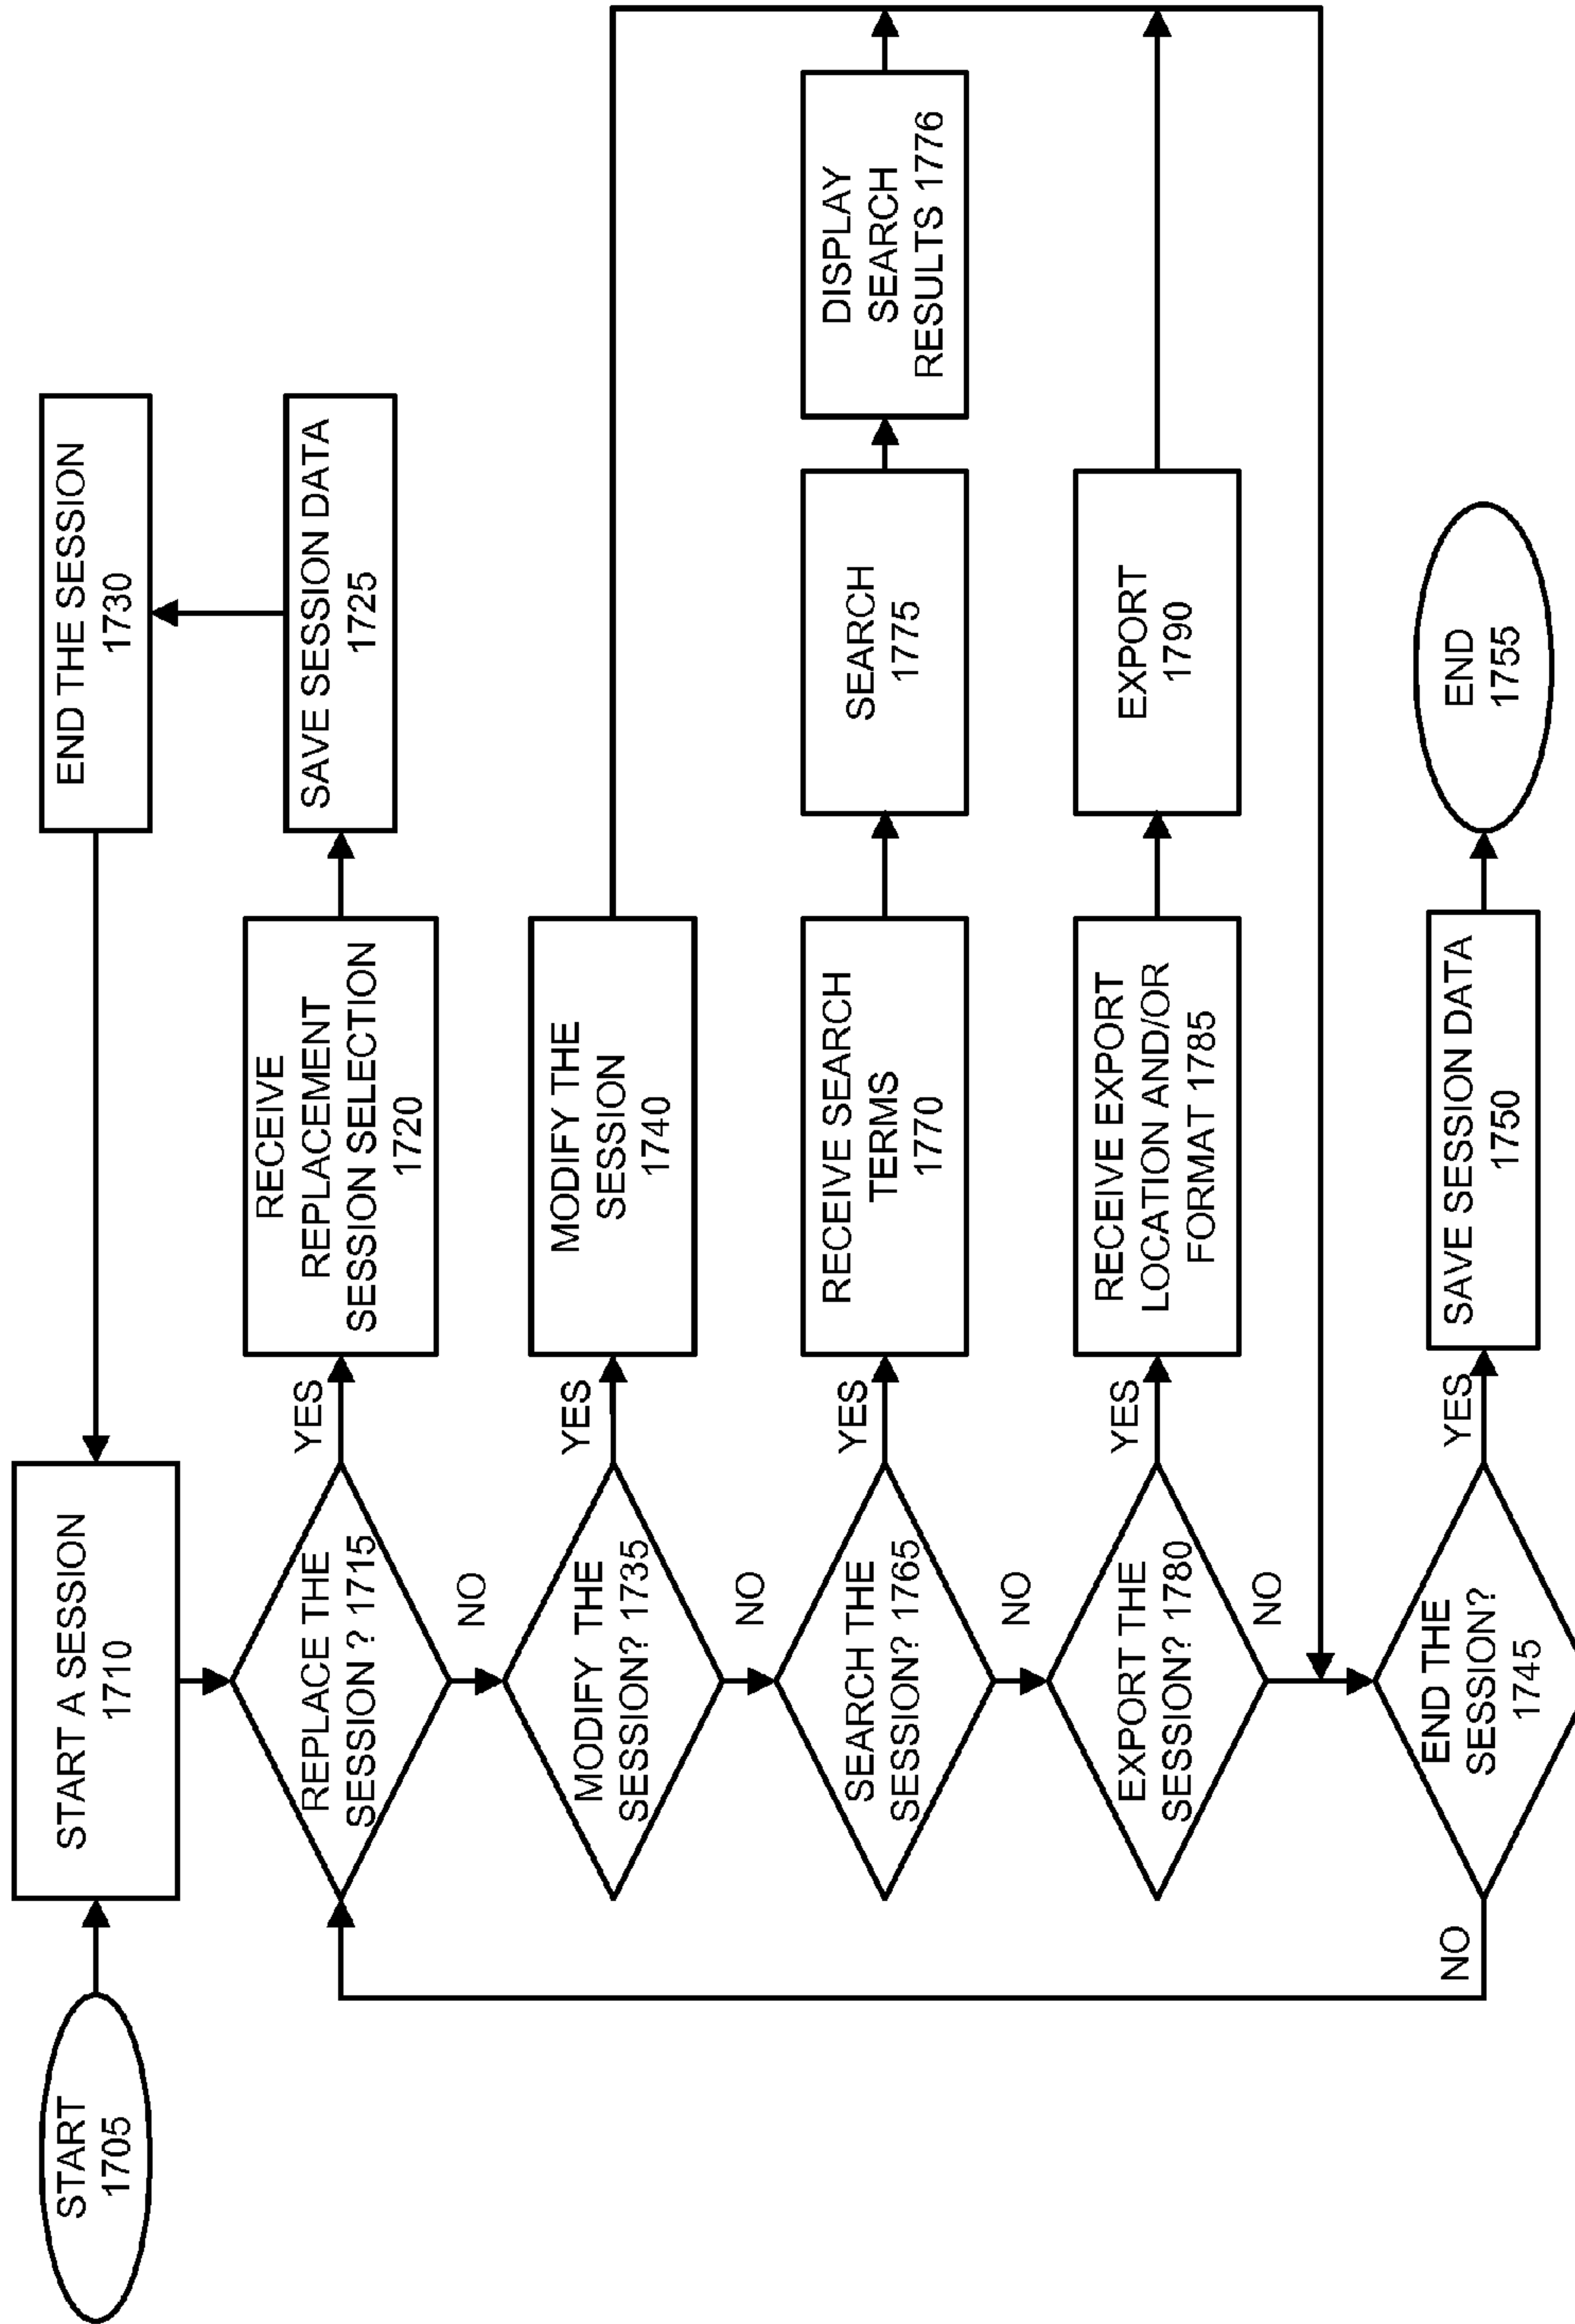 START
1705
START A SESSION
1710
END THE SESSION
1730
REPLACE THE
SESSION ? 1715
YES
NO
RECEIVE
REPLACEMENT
SESSION SELECTION
1720
SAVE SESSION DATA
1725
MODIFY THE
SESSION? 1735
YES
NO
MODIFY THE
SESSION
1740
SEARCH THE
SESSION? 1765
YES
NO
RECEIVE SEARCH
TERMS
1770
SEARCH
1775
DISPLAY
SEARCH
RESULTS 1776
EXPORT THE
SESSION? 1780
YES
NO
RECEIVE EXPORT
LOCATION AND/OR
FORMAT 1785
EXPORT
1790
END THE
SESSION?
1745
NO
YES
SAVE SESSION DATA
1750
END
1755